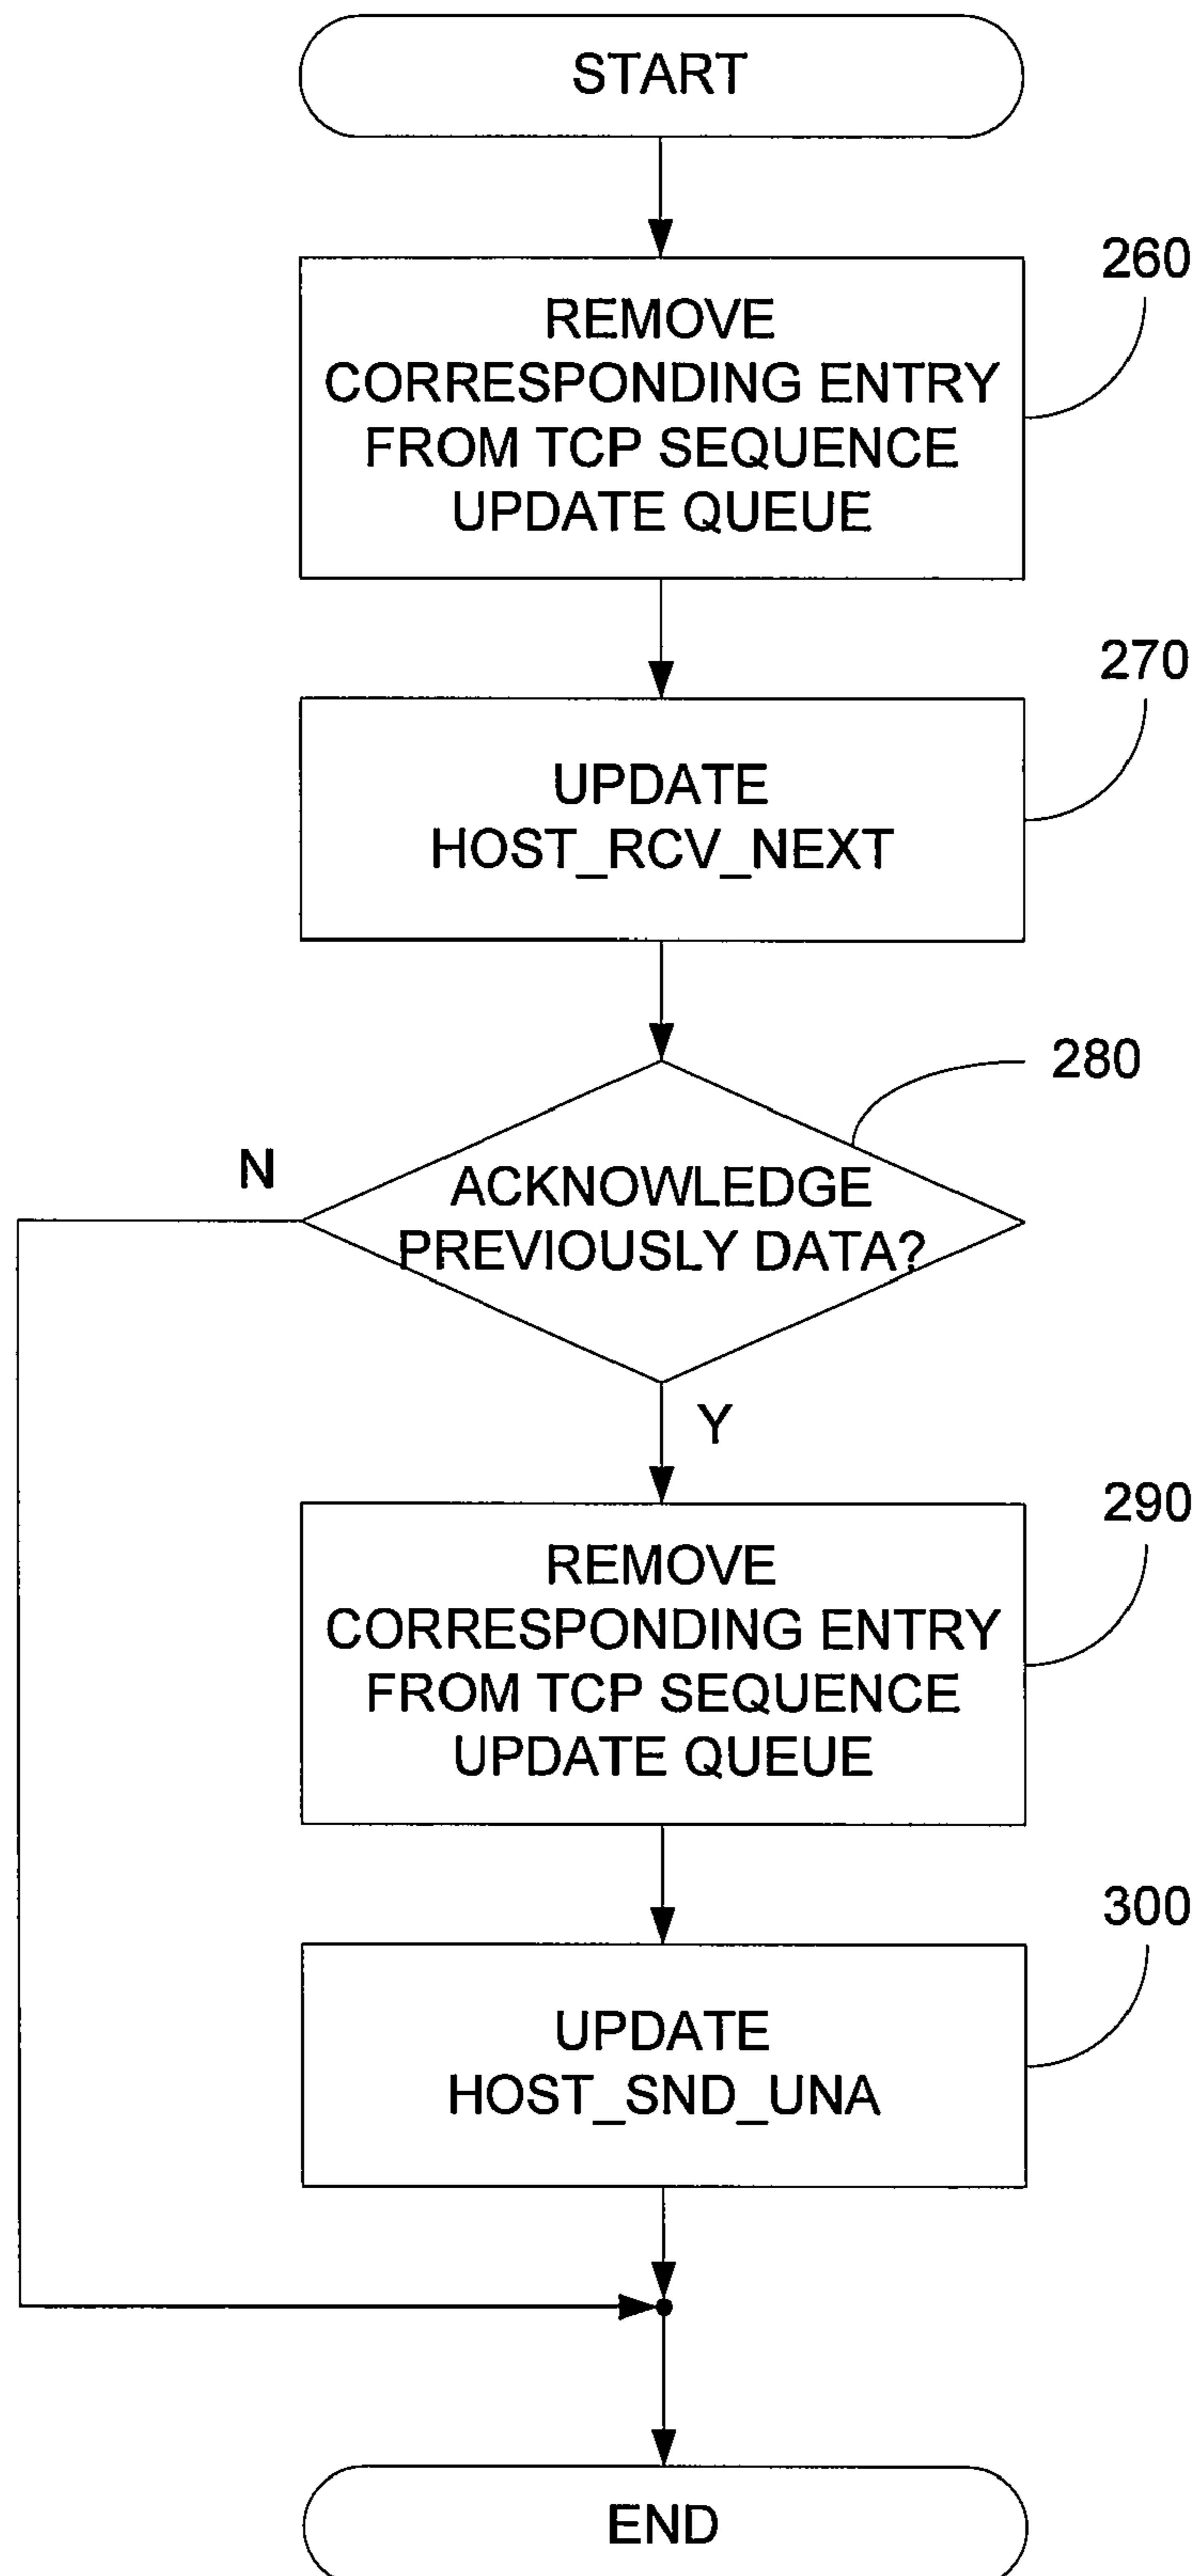 START
260
REMOVE
CORRESPONDING ENTRY
FROM TCP SEQUENCE
UPDATE QUEUE
270
UPDATE
HOST_RCV_NEXT
280
N
ACKNOWLEDGE
PREVIOUSLY DATA?
Y
290
REMOVE
CORRESPONDING ENTRY
FROM TCP SEQUENCE
UPDATE QUEUE
300
UPDATE
HOST_SND_UNA
END